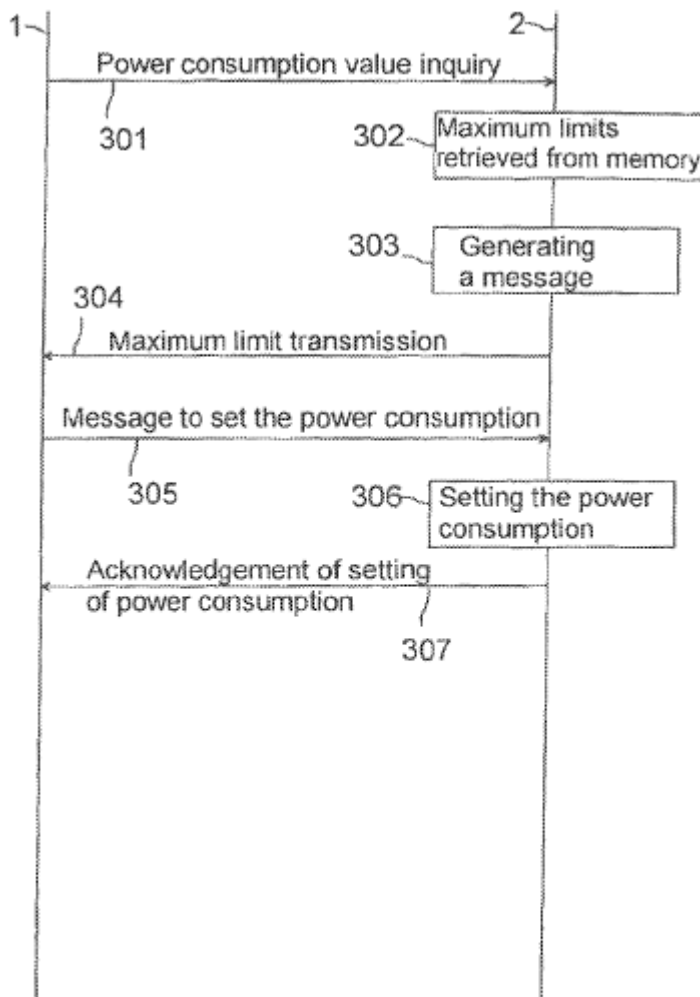 1
2
Power consumption value inquiry
301
302
Maximum limits
retrieved from memory
303
Generating
a message
304
Maximum limit transmission
Message to set the power consumption
305
306
Setting the power
consumption
Acknowledgement of setting
of power consumption
307